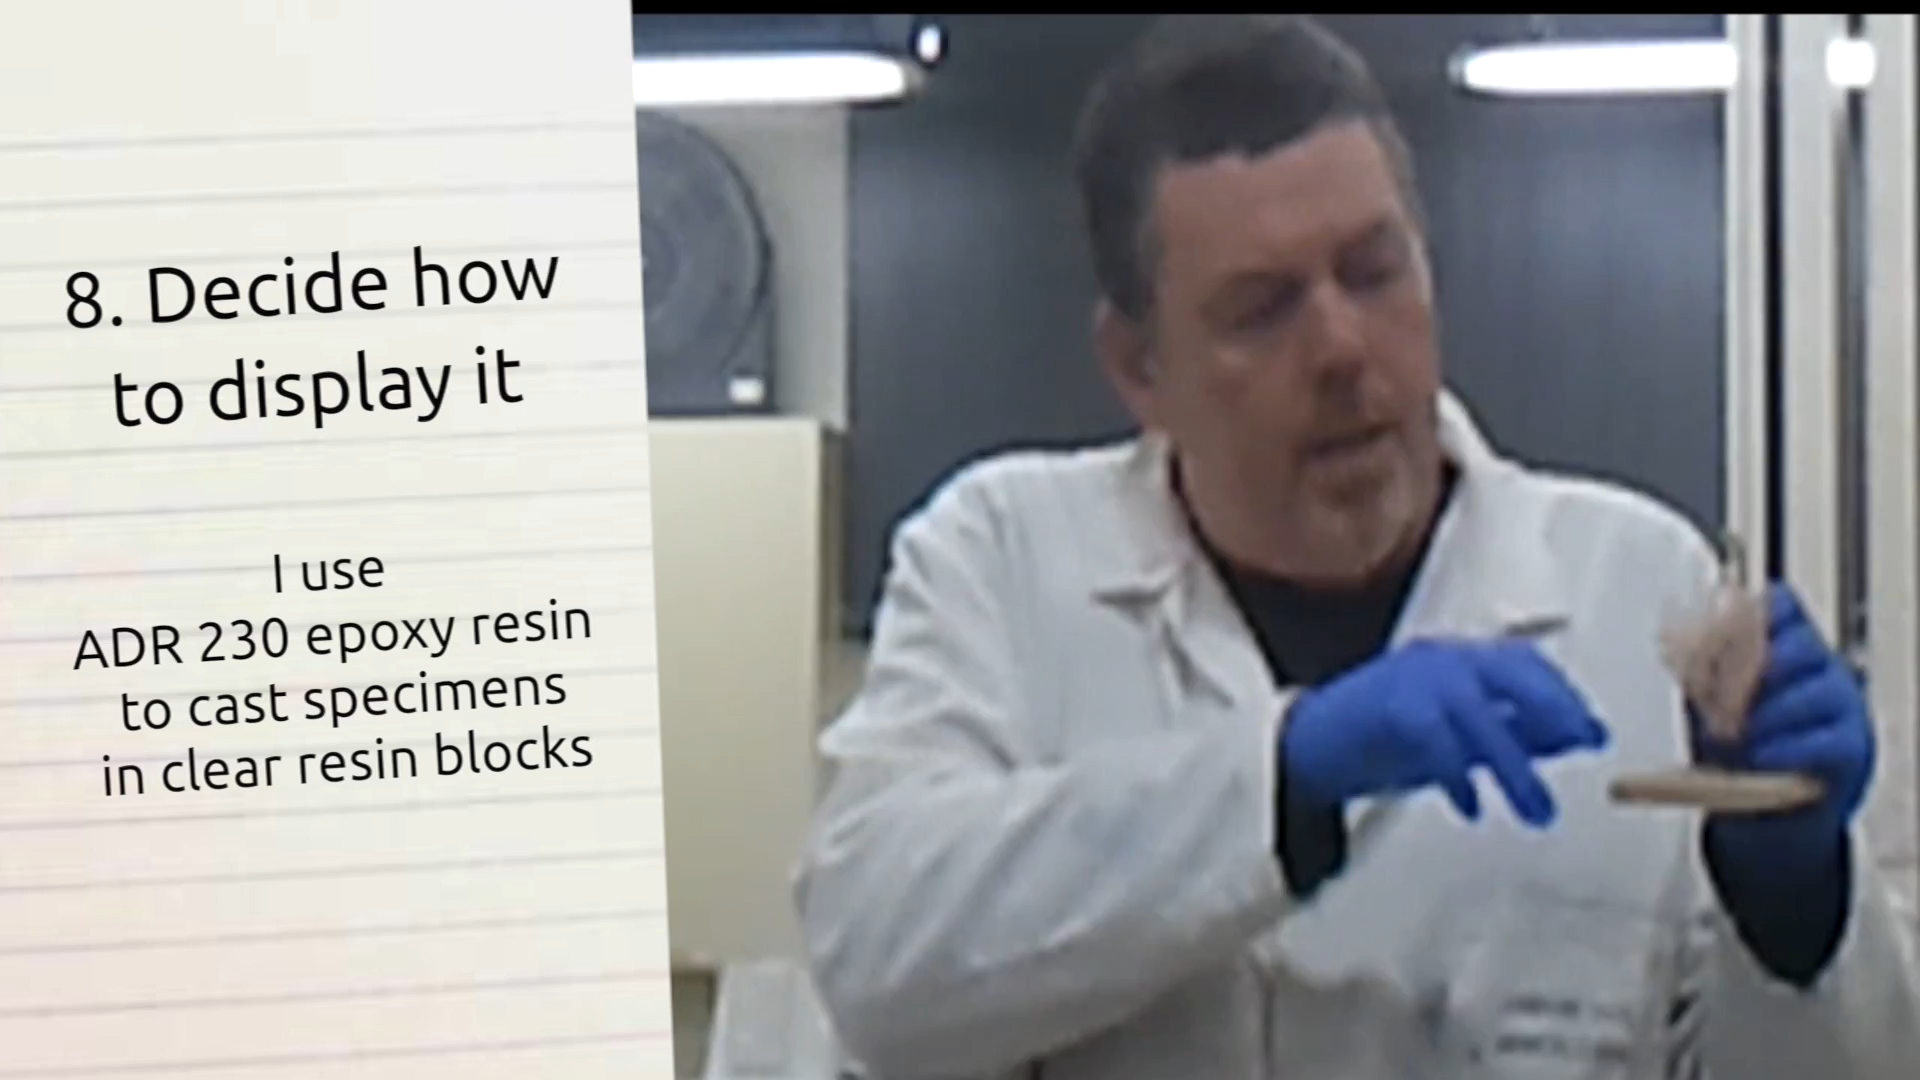 8. Decide how
to display it
I use
ADR 230 epoxy resin
to cast specimens
in clear resin blocks